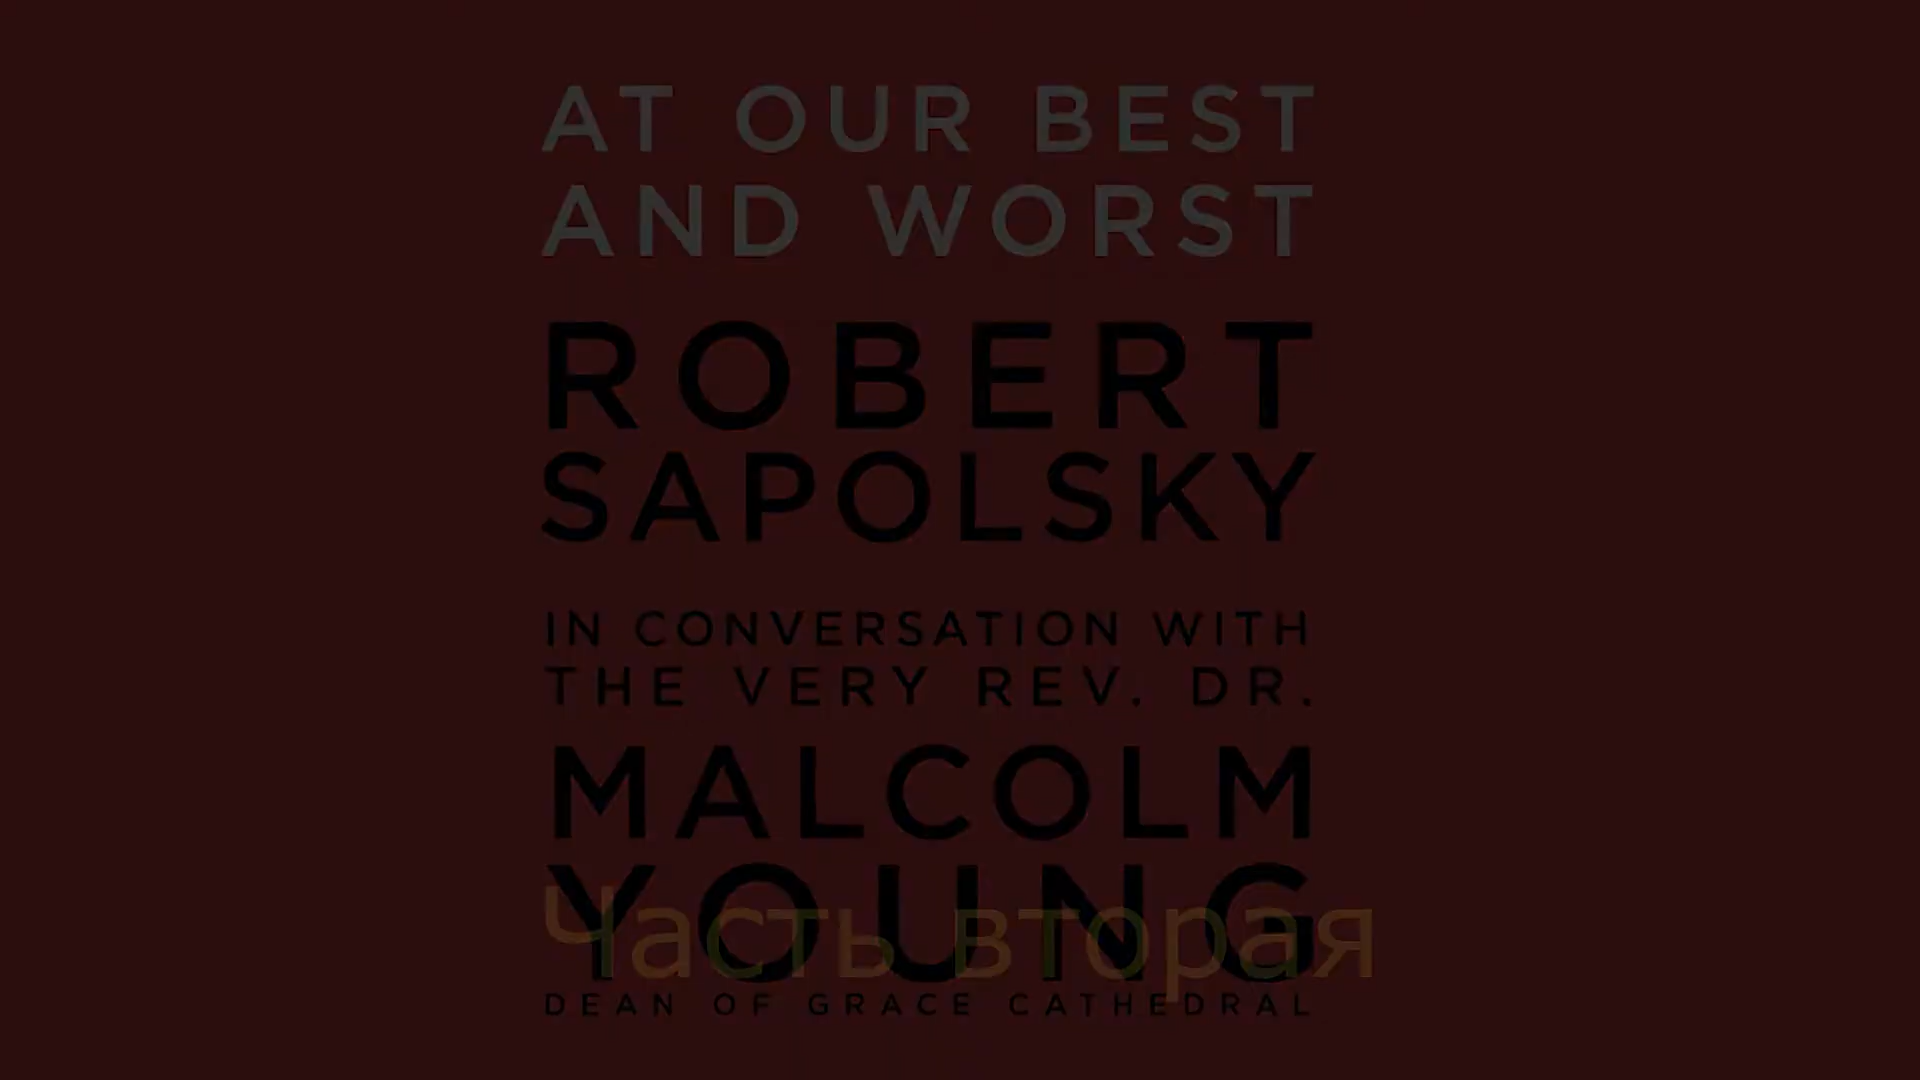 AT OUR BEST
AND WORST
ROBERT
SAPOLSKY
IN CONVERSATION WITH
THE VERY REV. DR.
MALCOLM
YOUNG
Часть вторая
DEAN OF GRACE CATHEDRAL